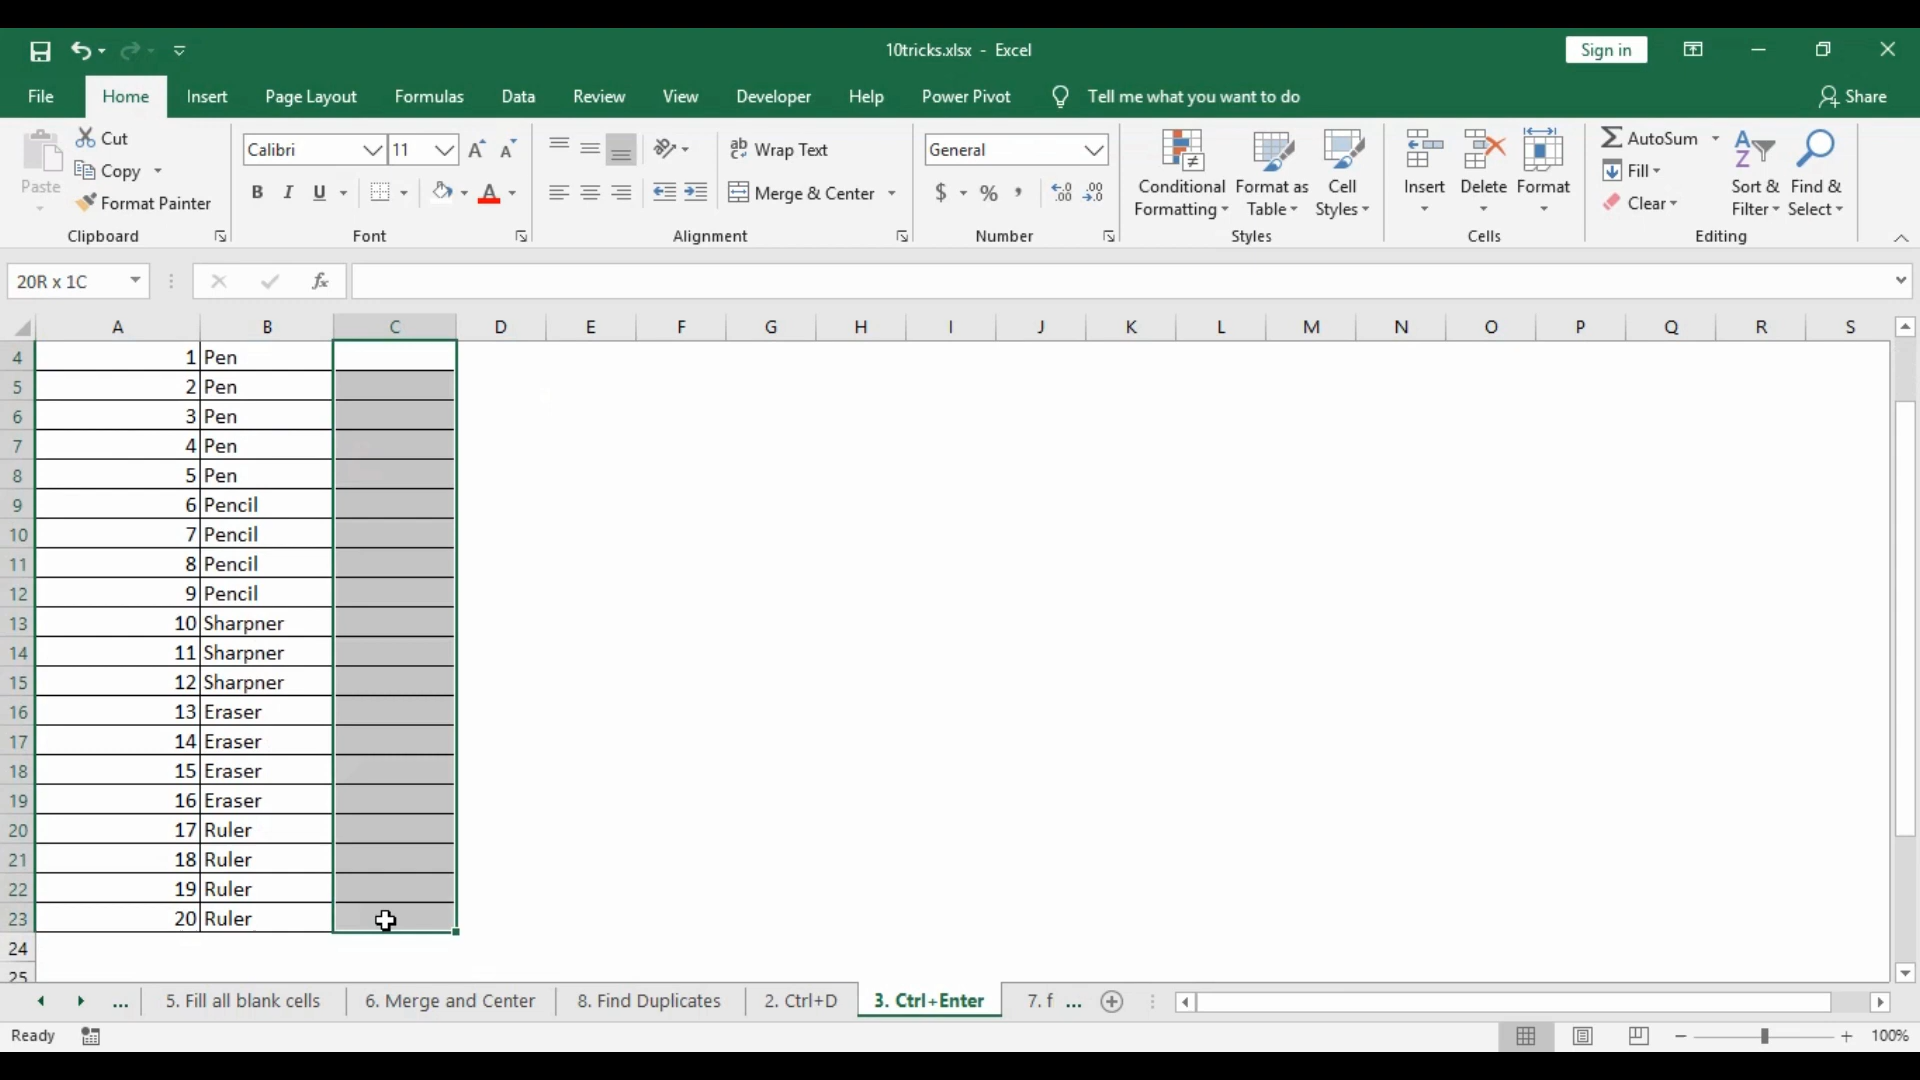 10tricks.xlsx - Excel
Sign in
File Home Insert Page Layout Formulas Data Review View Developer Help Power Pivot Tell me what you want to do Share
Paste
Cut
Copy
Format Painter
Clipboard
Calibri 11
B I U
Font
Wrap Text
Merge & Center
Alignment
General
$ % ,
Number
Conditional Formatting
Format as Table
Cell Styles
Styles
Insert
Delete
Format
Cells
AutoSum
Fill
Clear
Sort & Filter
Find & Select
Editing
20R x 1C fx
A B C D E F G H I J K L M N O P Q R S
4 1 Pen
5 2 Pen
6 3 Pen
7 4 Pen
8 5 Pen
9 6 Pencil
10 7 Pencil
11 8 Pencil
12 9 Pencil
13 10 Sharpner
14 11 Sharpner
15 12 Sharpner
16 13 Eraser
17 14 Eraser
18 15 Eraser
19 16 Eraser
20 17 Ruler
21 18 Ruler
22 19 Ruler
23 20 Ruler
24
25
... 5. Fill all blank cells 6. Merge and Center 8. Find Duplicates 2. Ctrl+D 3. Ctrl+Enter 7. f ...
Ready 100%